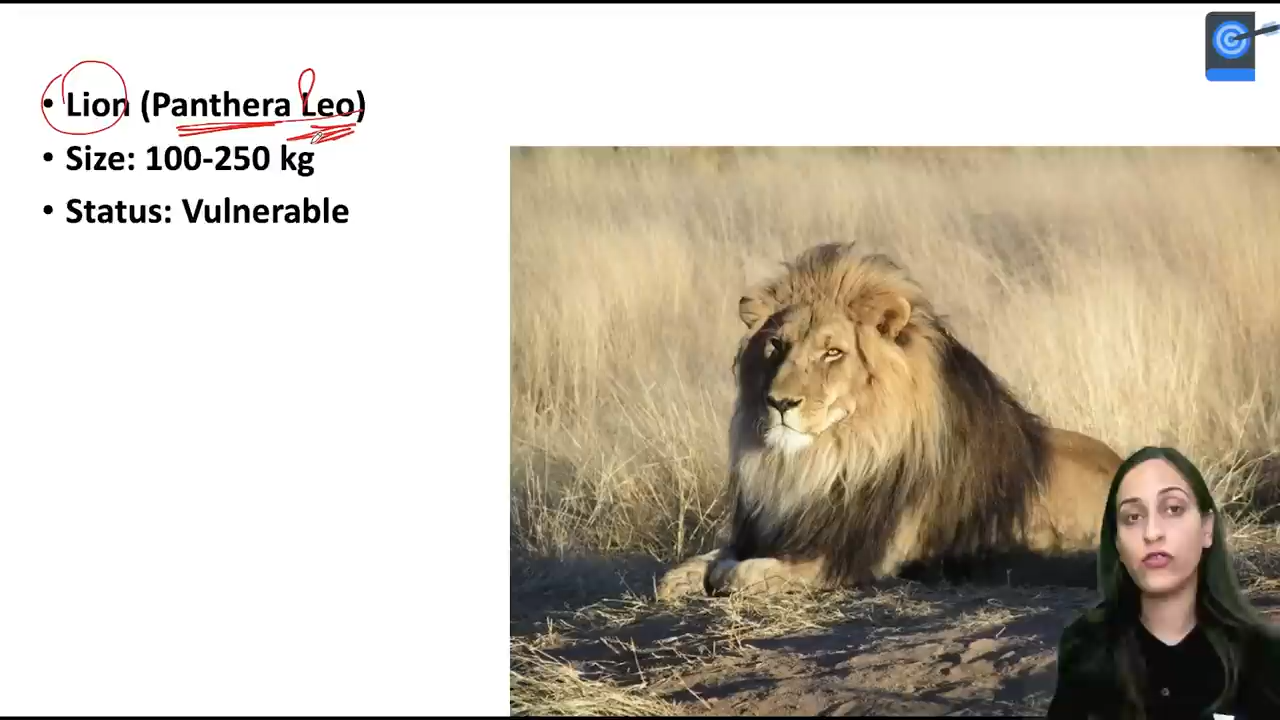 • Lion (Panthera Leo)
• Size: 100-250 kg
• Status: Vulnerable